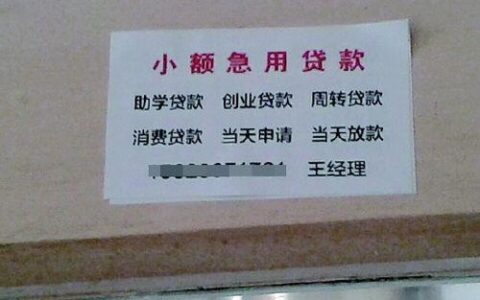 小额急用贷款
助学贷款 创业贷款 周转贷款
消费贷款 当天申请 当天放款
王经理